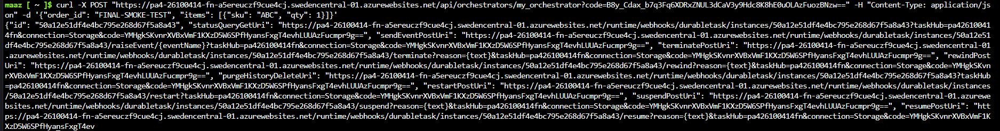 maaz [ ~ ]$ curl -X POST "https://pa4-26100414-fn-a5ereuczf9cue4cj.swedencentral-01.azurewebsites.net/api/orchestrators/my_orchestrator?code=B8y_Cdax_b7q3Fq6XDRxZNUL3dCaV3y9Hdc8K8hE0uOLAzFuozBNzw==" -H "Content-Type: application/js
on" -d '{"order_id": "FINAL-SMOKE-TEST", "items": [{"sku": "ABC", "qty": 1}]}'
{"id": "50a12e51df4e4bc795e268d67f5a8a43", "statusQueryGetUri": "https://pa4-26100414-fn-a5ereuczf9cue4cj.swedencentral-01.azurewebsites.net/runtime/webhooks/durabletask/instances/50a12e51df4e4bc795e268d67f5a8a43?taskHub=pa42610041
4fn&connection=Storage&code=YMHgkSKvnrXVBxVmF1KXzD5W6SPfHyansFxgT4evhLUUAzFucmpr9g==", "sendEventPostUri": "https://pa4-26100414-fn-a5ereuczf9cue4cj.swedencentral-01.azurewebsites.net/runtime/webhooks/durabletask/instances/50a12e51
df4e4bc795e268d67f5a8a43/raiseEvent/{eventName}?taskHub=pa426100414fn&connection=Storage&code=YMHgkSKvnrXVBxVmF1KXzD5W6SPfHyansFxgT4evhLUUAzFucmpr9g==", "terminatePostUri": "https://pa4-26100414-fn-a5ereuczf9cue4cj.swedencentral-01
.azurewebsites.net/runtime/webhooks/durabletask/instances/50a12e51df4e4bc795e268d67f5a8a43/terminate?reason={text}&taskHub=pa426100414fn&connection=Storage&code=YMHgkSKvnrXVBxVmF1KXzD5W6SPfHyansFxgT4evhLUUAzFucmpr9g==", "rewindPost
Uri": "https://pa4-26100414-fn-a5ereuczf9cue4cj.swedencentral-01.azurewebsites.net/runtime/webhooks/durabletask/instances/50a12e51df4e4bc795e268d67f5a8a43/rewind?reason={text}&taskHub=pa426100414fn&connection=Storage&code=YMHgkSKvn
rXVBxVmF1KXzD5W6SPfHyansFxgT4evhLUUAzFucmpr9g==", "purgeHistoryDeleteUri": "https://pa4-26100414-fn-a5ereuczf9cue4cj.swedencentral-01.azurewebsites.net/runtime/webhooks/durabletask/instances/50a12e51df4e4bc795e268d67f5a8a43?taskHub
=pa426100414fn&connection=Storage&code=YMHgkSKvnrXVBxVmF1KXzD5W6SPfHyansFxgT4evhLUUAzFucmpr9g==", "restartPostUri": "https://pa4-26100414-fn-a5ereuczf9cue4cj.swedencentral-01.azurewebsites.net/runtime/webhooks/durabletask/instances
/50a12e51df4e4bc795e268d67f5a8a43/restart?taskHub=pa426100414fn&connection=Storage&code=YMHgkSKvnrXVBxVmF1KXzD5W6SPfHyansFxgT4evhLUUAzFucmpr9g==", "suspendPostUri": "https://pa4-26100414-fn-a5ereuczf9cue4cj.swedencentral-01.azurewe
bsites.net/runtime/webhooks/durabletask/instances/50a12e51df4e4bc795e268d67f5a8a43/suspend?reason={text}&taskHub=pa426100414fn&connection=Storage&code=YMHgkSKvnrXVBxVmF1KXzD5W6SPfHyansFxgT4evhLUUAzFucmpr9g==", "resumePostUri": "htt
ps://pa4-26100414-fn-a5ereuczf9cue4cj.swedencentral-01.azurewebsites.net/runtime/webhooks/durabletask/instances/50a12e51df4e4bc795e268d67f5a8a43/resume?reason={text}&taskHub=pa426100414fn&connection=Storage&code=YMHgkSKvnrXVBxVmF1K
XzD5W6SPfHyansFxgT4ev